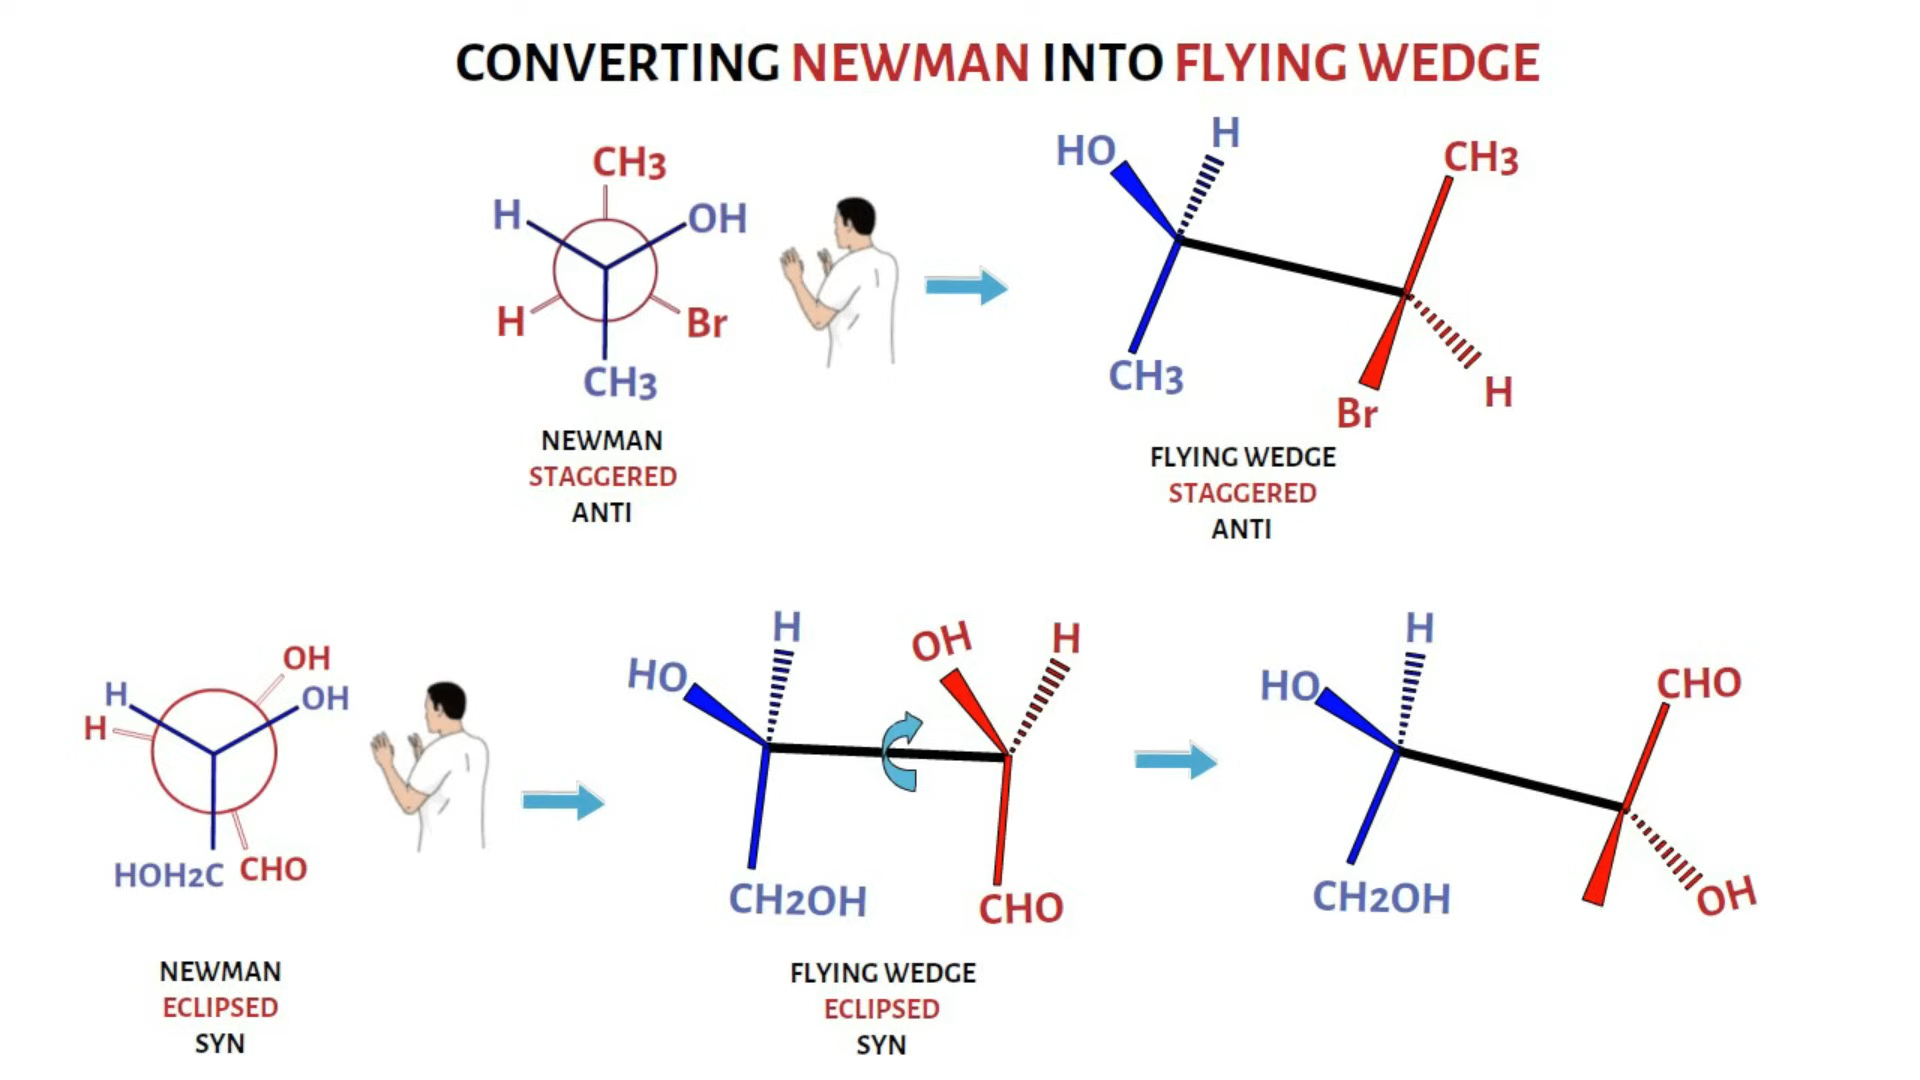 CONVERTING NEWMAN INTO FLYING WEDGE
CH3
H
OH
H
Br
CH3
NEWMAN
STAGGERED
ANTI
HO
H
CH3
CH3
Br
H
FLYING WEDGE
STAGGERED
ANTI
OH
H
OH
H
HOH2C
CHO
NEWMAN
ECLIPSED
SYN
H
HO
OH
H
CH2OH
CHO
FLYING WEDGE
ECLIPSED
SYN
H
HO
CHO
CH2OH
OH